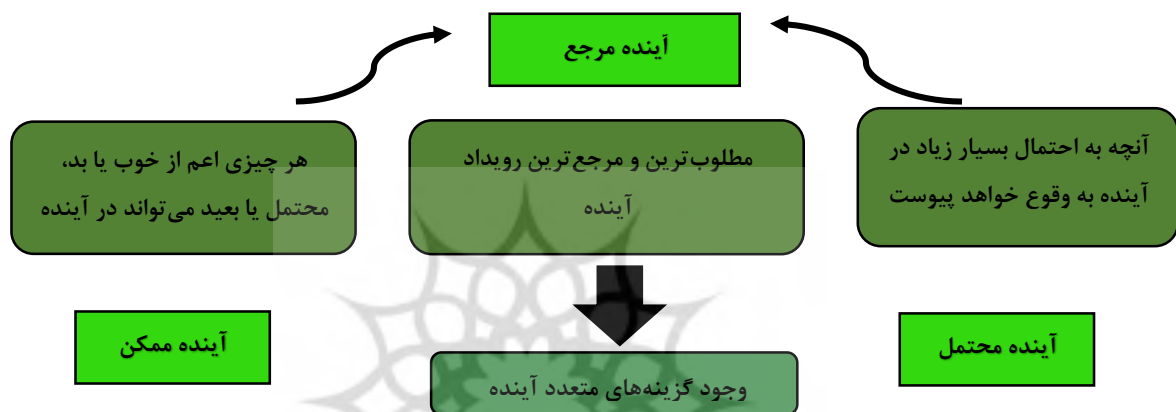 آینده مرجع
آنچه به احتمال بسیار زیاد در
آینده به وقوع خواهد پیوست
مطلوب‌ترین و مرجع‌ترین رویداد
آینده
هر چیزی اعم از خوب یا بد،
محتمل یا بعید می‌تواند در آینده
آینده محتمل
آینده ممکن
وجود گزینه‌های متعدد آینده